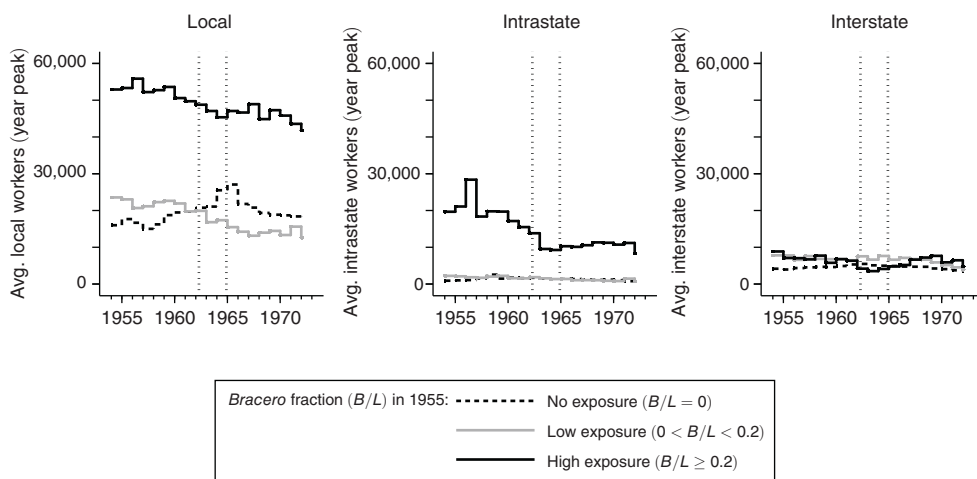 Local
Avg. local workers (year peak)
60,000
30,000
0
1955 1960 1965 1970
Intrastate
Avg. intrastate workers (year peak)
60,000
30,000
0
1955 1960 1965 1970
Interstate
Avg. interstate workers (year peak)
60,000
30,000
0
1955 1960 1965 1970
Bracero fraction (B/L) in 1955:
No exposure (B/L = 0)
Low exposure (0 < B/L < 0.2)
High exposure (B/L ≥ 0.2)